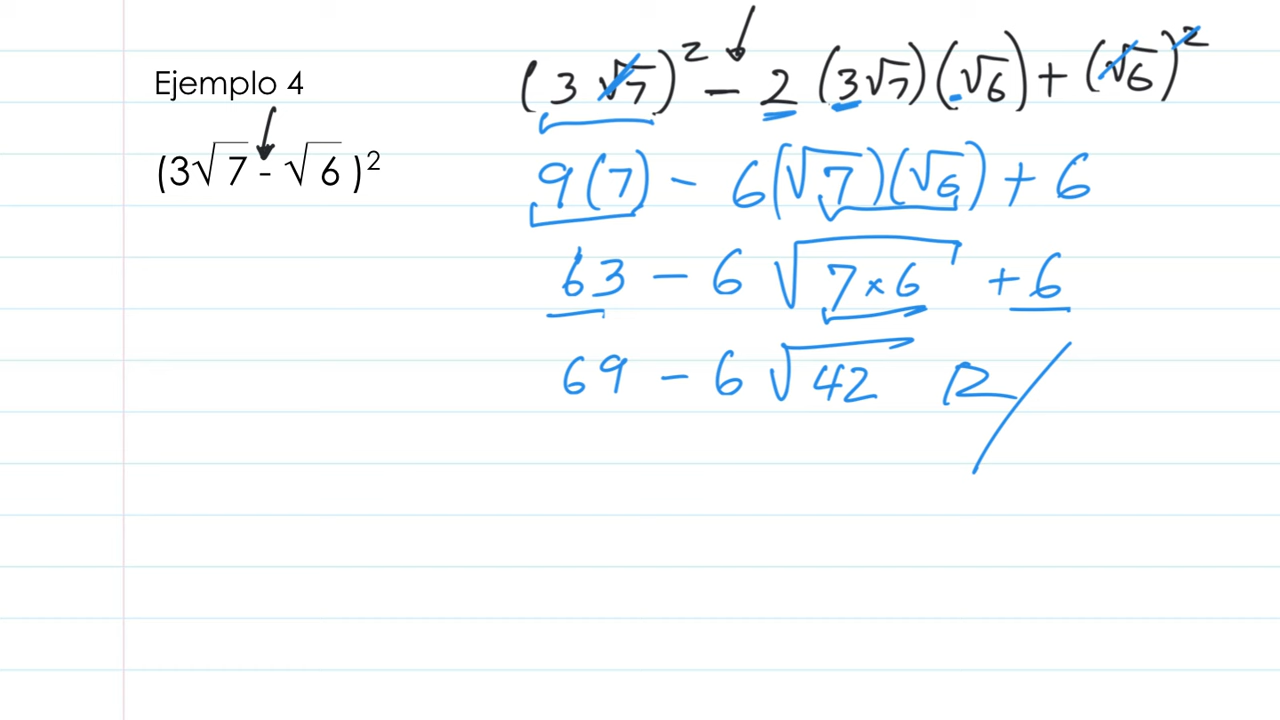 Ejemplo 4
(3√7 - √6)²
(3√7)² - 2(3√7)(√6) + (√6)²
9(7) - 6(√7)(√6) + 6
63 - 6√7×6 + 6
69 - 6√42 R